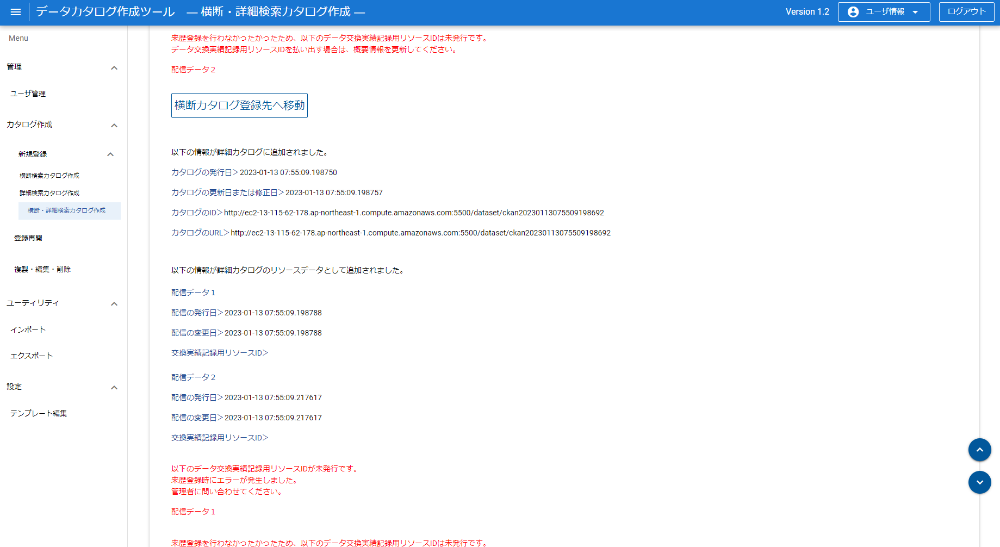 データカタログ作成ツール　― 横断・詳細検索カタログ作成 ―
Version 1.2
ユーザ情報
ログアウト
Menu
管理
ユーザ管理
カタログ作成
新規登録
横断検索カタログ作成
詳細検索カタログ作成
横断・詳細検索カタログ作成
登録再開
複製・編集・削除
ユーティリティ
インポート
エクスポート
設定
テンプレート編集
来歴登録を行わなかったかったため、以下のデータ交換実績記録用リソースIDは未発行です。
データ交換実績記録用リソースIDを払い出す場合は、概要情報を更新してください。
配信データ２
横断カタログ登録先へ移動
以下の情報が詳細カタログに追加されました。
カタログの発行日＞2023-01-13 07:55:09.198750
カタログの更新日または修正日＞2023-01-13 07:55:09.198757
カタログのID＞http://ec2-13-115-62-178.ap-northeast-1.compute.amazonaws.com:5500/dataset/ckan20230113075509198692
カタログのURL＞http://ec2-13-115-62-178.ap-northeast-1.compute.amazonaws.com:5500/dataset/ckan20230113075509198692
以下の情報が詳細カタログのリソースデータとして追加されました。
配信データ１
配信の発行日＞2023-01-13 07:55:09.198788
配信の変更日＞2023-01-13 07:55:09.198788
交換実績記録用リソースID＞
配信データ２
配信の発行日＞2023-01-13 07:55:09.217617
配信の変更日＞2023-01-13 07:55:09.217617
交換実績記録用リソースID＞
以下のデータ交換実績記録用リソースIDが未発行です。
来歴登録時にエラーが発生しました。
管理者に問い合わせてください。
配信データ１
来歴登録を行わなかったかったため、以下のデータ交換実績記録用リソースIDは未発行です。